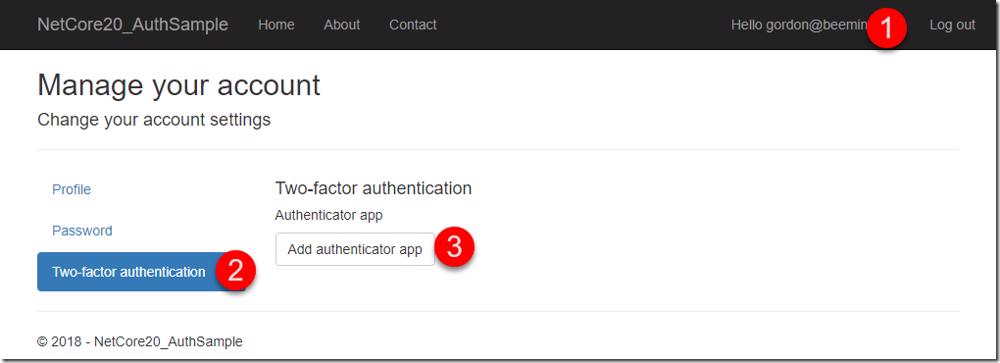 NetCore20_AuthSample Home About Contact Hello gordon@beemin 1 Log out
Manage your account
Change your account settings
Profile
Password
Two-factor authentication 2
Two-factor authentication
Authenticator app
Add authenticator app 3
© 2018 - NetCore20_AuthSample